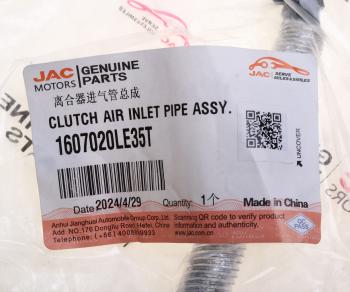 JAC MOTORS GENUINE PARTS
JAC SERVE MILES&SMILES
离合器进气管总成
CLUTCH AIR INLET PIPE ASSY.
1607020LE35T
UNCOVER
Date 2024/4/29 Quantity: 1个 Made in China
Anhui Jianghuai Automobile Group Corp., Ltd.
Add NO.176 Dongliu Road, Hefei, China
Telephone: (+86) 4008889933
Scanning QR code to verify product
information and authenticity.
www.jac.com.cn
QC PASS